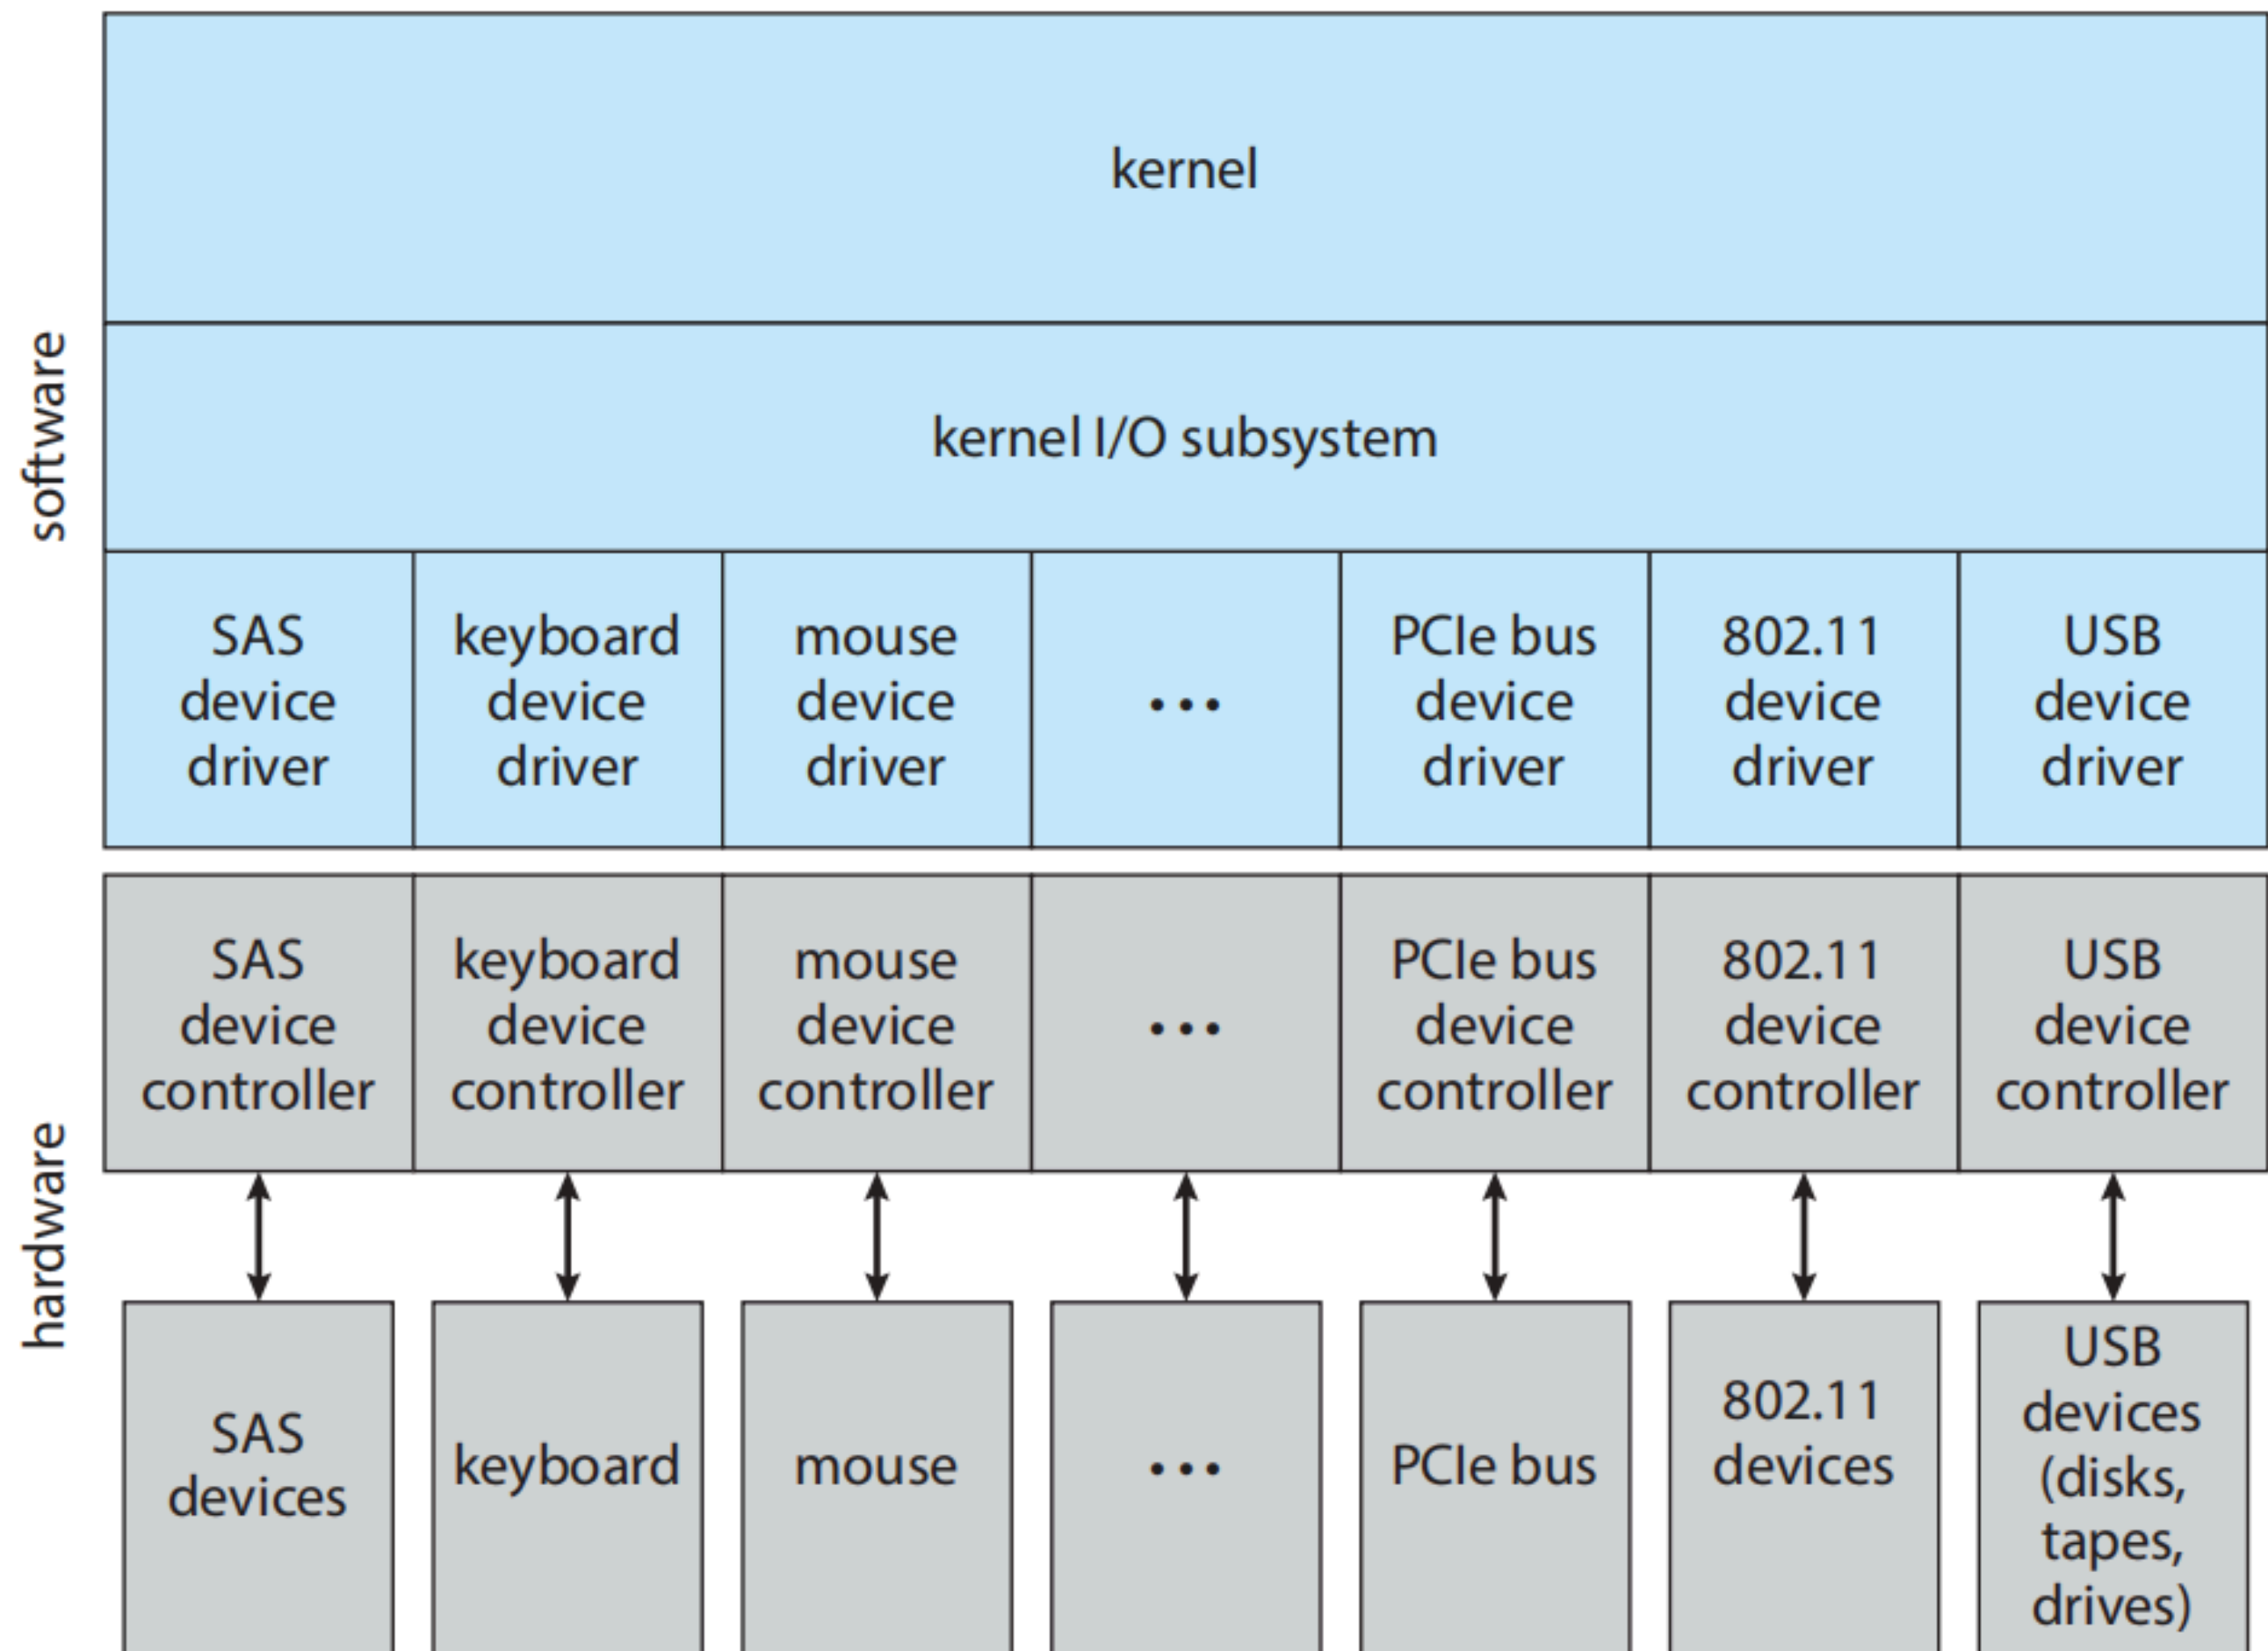 software
kernel
kernel I/O subsystem
SAS
device
driver
keyboard
device
driver
mouse
device
driver
•••
PCIe bus
device
driver
802.11
device
driver
USB
device
driver
hardware
SAS
device
controller
keyboard
device
controller
mouse
device
controller
•••
PCIe bus
device
controller
802.11
device
controller
USB
device
controller
SAS
devices
keyboard
mouse
•••
PCIe bus
802.11
devices
USB
devices
(disks,
tapes,
drives)